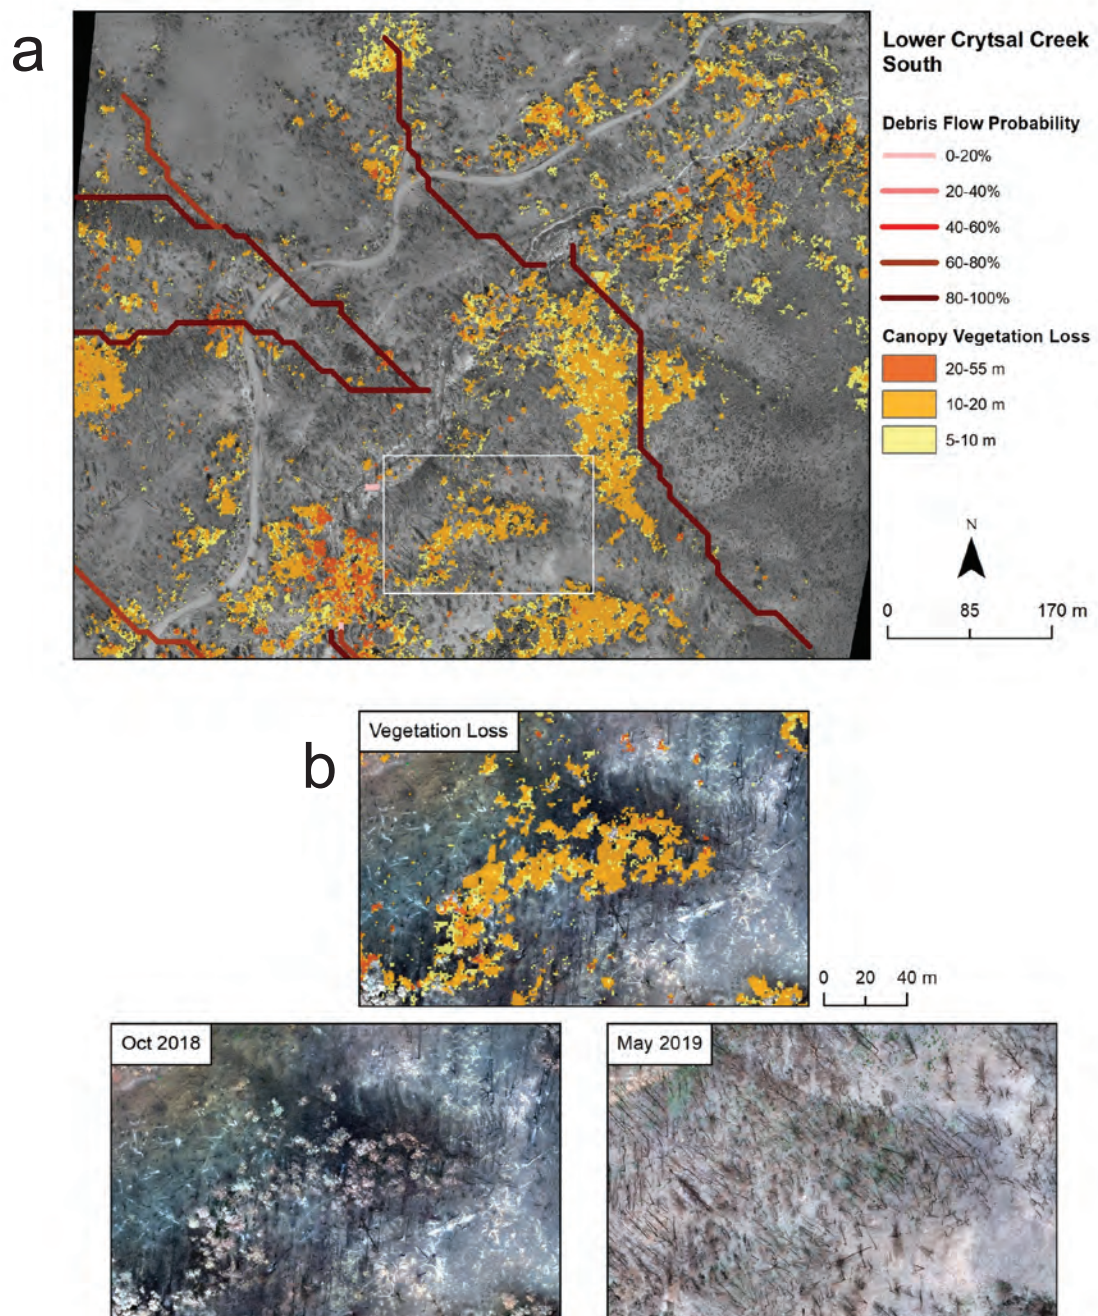 a
Lower Crytsal Creek
South
Debris Flow Probability
0-20%
20-40%
40-60%
60-80%
80-100%
Canopy Vegetation Loss
20-55 m
10-20 m
5-10 m
N
0 85 170 m
b
Vegetation Loss
0 20 40 m
Oct 2018
May 2019